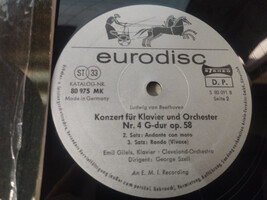 eurodisc
ST 33
KATALOG-NR.
80 975 MK
Made in Germany
STEREO
D. P.
Seite 2
Ludwig van Beethoven
Konzert für Klavier und Orchester
Nr. 4 G-dur op. 58
2. Satz: Andante con moto
3. Satz: Rondo (Vivace)
Emil Gilels, Klavier - Cleveland-Orchestra
Dirigent: George Szell
An E. M. I. Recording